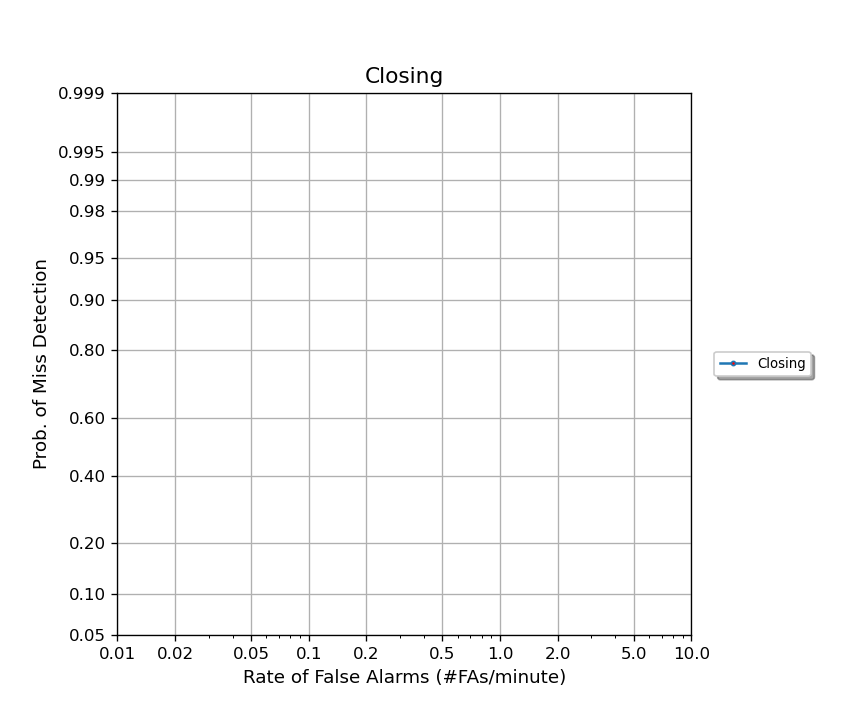 Closing
0.999
0.995
0.99
0.98
0.95
0.90
0.80
0.60
0.40
0.20
0.10
0.05
Prob. of Miss Detection
0.01 0.02 0.05 0.1 0.2 0.5 1.0 2.0 5.0 10.0
Rate of False Alarms (#FAs/minute)
Closing